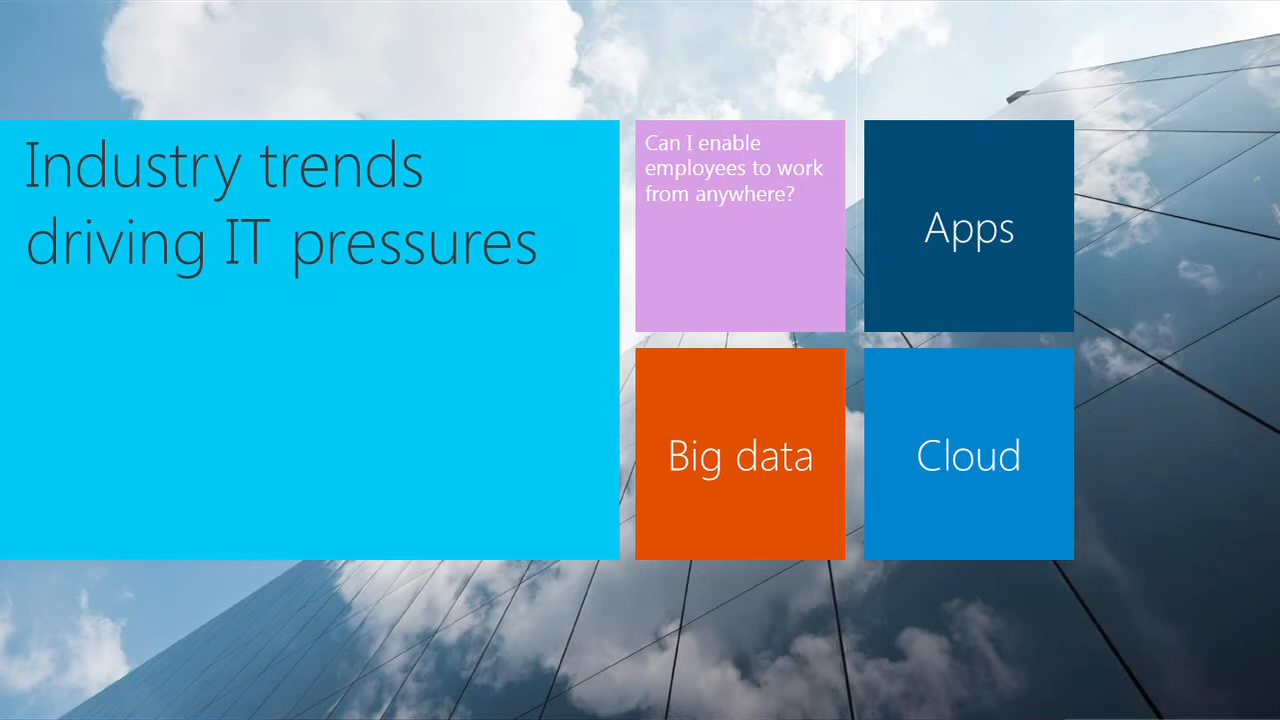 Industry trends
driving IT pressures
Can I enable
employees to work
from anywhere?
Apps
Big data
Cloud